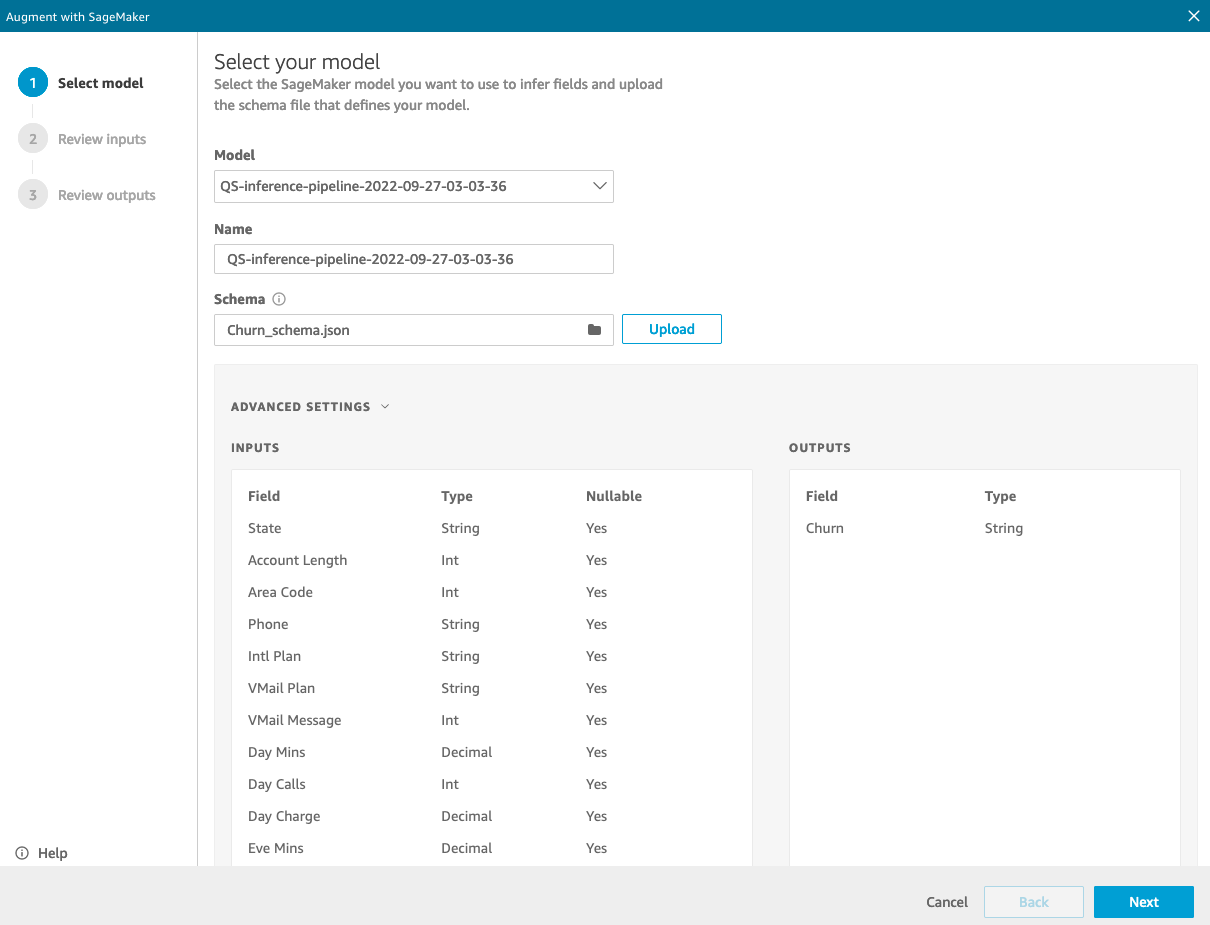 Augment with SageMaker
1 Select model
2 Review inputs
3 Review outputs
Help
Select your model
Select the SageMaker model you want to use to infer fields and upload
the schema file that defines your model.
Model
QS-inference-pipeline-2022-09-27-03-03-36
Name
QS-inference-pipeline-2022-09-27-03-03-36
Schema
Churn_schema.json
Upload
ADVANCED SETTINGS
INPUTS
Field Type Nullable
State String Yes
Account Length Int Yes
Area Code Int Yes
Phone String Yes
Intl Plan String Yes
VMail Plan String Yes
VMail Message Int Yes
Day Mins Decimal Yes
Day Calls Int Yes
Day Charge Decimal Yes
Eve Mins Decimal Yes
OUTPUTS
Field Type
Churn String
Cancel Back Next